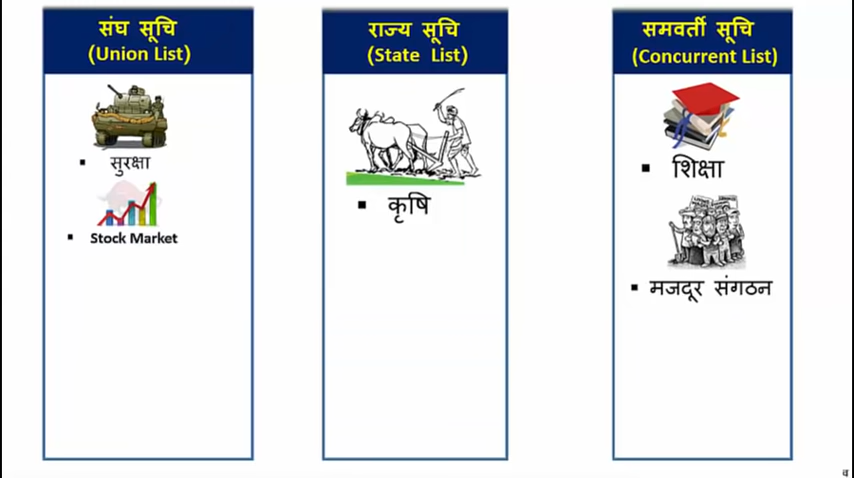 संघ सूचि
(Union List)
▪ सुरक्षा
▪ Stock Market
राज्य सूचि
(State List)
▪ कृषि
समवर्ती सूचि
(Concurrent List)
▪ शिक्षा
▪ मजदूर संगठन